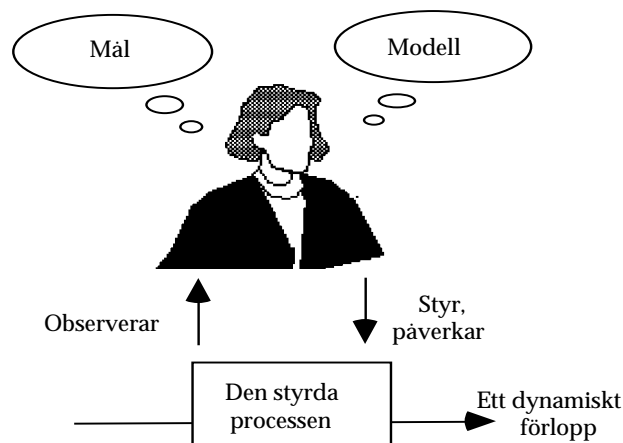 Mål
Modell
Observerar
Styr,
påverkar
Den styrda
processen
Ett dynamiskt
förlopp